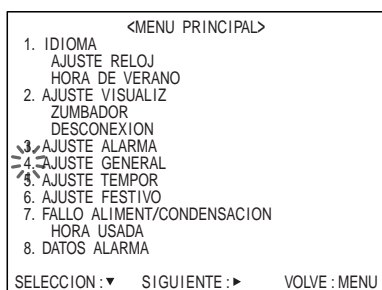 <MENU PRINCIPAL>
1. IDIOMA
AJUSTE RELOJ
HORA DE VERANO
2. AJUSTE VISUALIZ
ZUMBADOR
DESCONEXION
3. AJUSTE ALARMA
4. AJUSTE GENERAL
5. AJUSTE TEMPOR
6. AJUSTE FESTIVO
7. FALLO ALIMENT/CONDENSACION
HORA USADA
8. DATOS ALARMA
SELECCION : ▼ SIGUIENTE : ► VOLVE : MENU